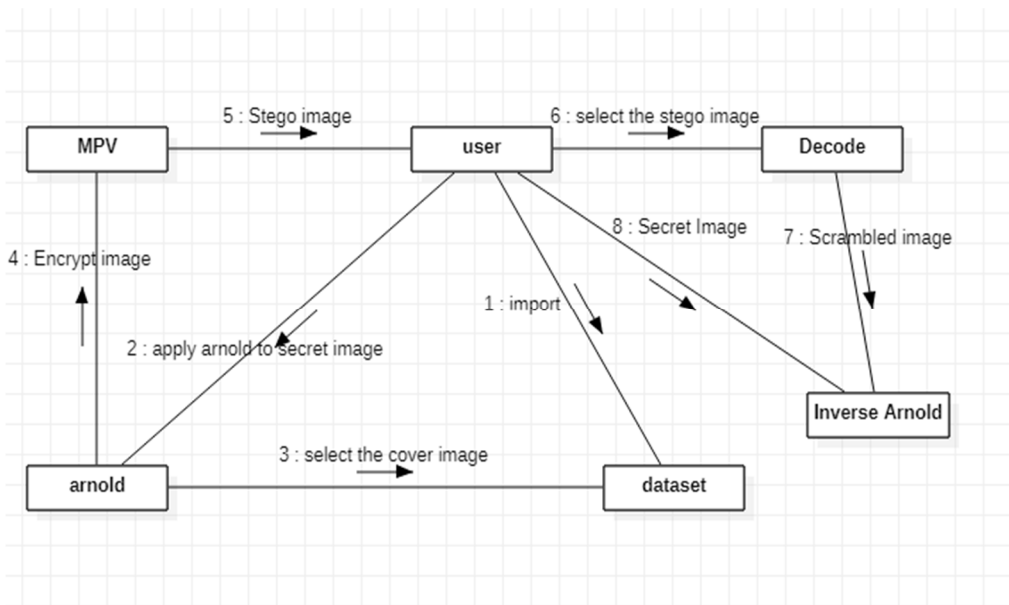 5 : Stego image
6 : select the stego image
MPV
user
Decode
8 : Secret Image
7 : Scrambled image
4 : Encrypt image
1 : import
2 : apply arnold to secret image
Inverse Arnold
3 : select the cover image
arnold
dataset